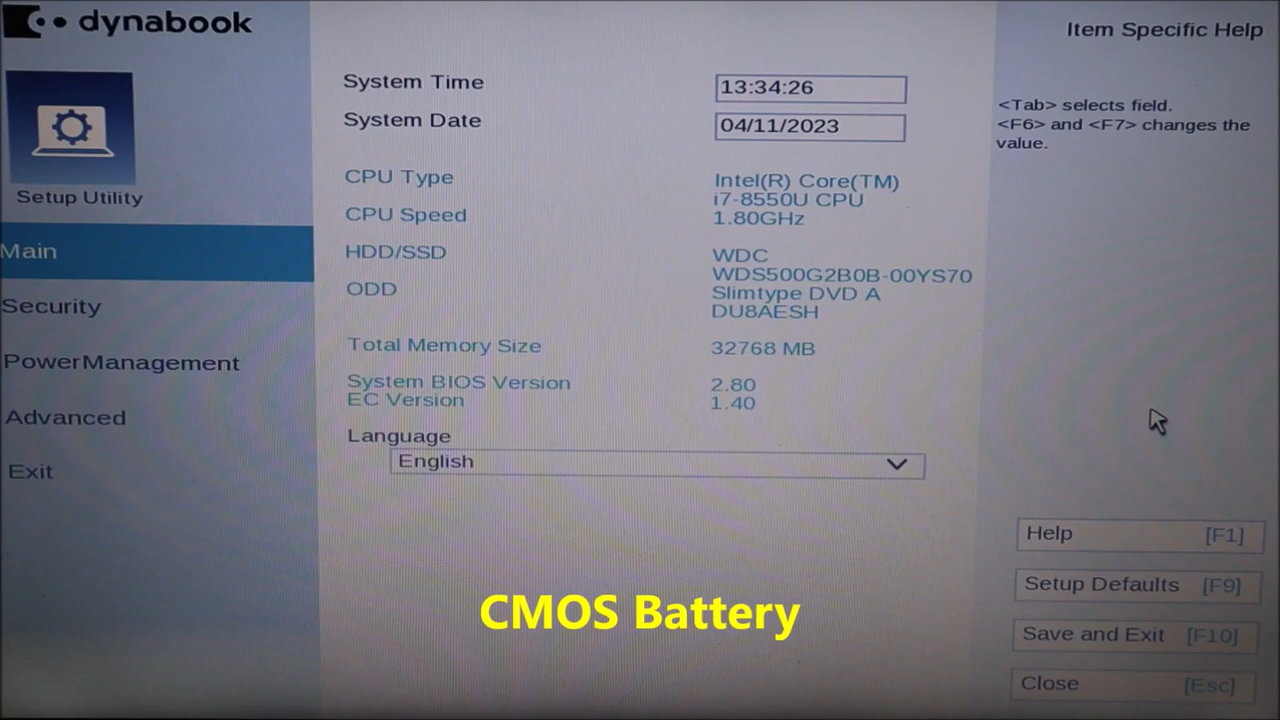 dynabook
Setup Utility
Main
Security
PowerManagement
Advanced
Exit
System Time 13:34:26
System Date 04/11/2023
CPU Type Intel(R) Core(TM)
i7-8550U CPU
CPU Speed 1.80GHz
HDD/SSD WDC
WDS500G2B0B-00YS70
ODD Slimtype DVD A
DU8AESH
Total Memory Size 32768 MB
System BIOS Version 2.80
EC Version 1.40
Language
English
Item Specific Help
<Tab> selects field.
<F6> and <F7> changes the
value.
Help [F1]
Setup Defaults [F9]
Save and Exit [F10]
Close [Esc]
CMOS Battery